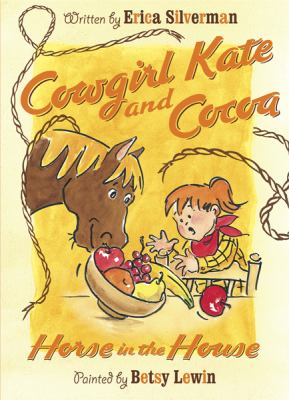 Written by Erica Silverman
Cowgirl Kate
and
Cocoa
Horse in the House
Painted by Betsy Lewin